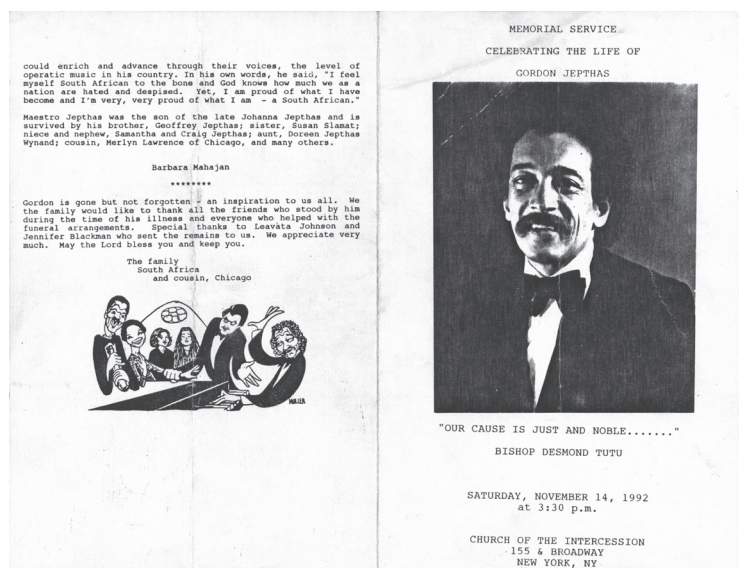 could enrich and advance through their voices, the level of
operatic music in his country. In his own words, he said, "I feel
myself South African to the bone and God knows how much we as a
nation are hated and despised. Yet, I am proud of what I have
become and I'm very, very proud of what I am - a South African."
Maestro Jepthas was the son of the late Johanna Jepthas and is
survived by his brother, Geoffrey Jepthas; sister, Susan Slamat;
niece and nephew, Samantha and Craig Jepthas; aunt, Doreen Jepthas
Wynand; cousin, Merlyn Lawrence of Chicago, and many others.
Barbara Mahajan
********
Gordon is gone but not forgotten - an inspiration to us all. We
the family would like to thank all the friends who stood by him
during the time of his illness and everyone who helped with the
funeral arrangements. Special thanks to Leavata Johnson and
Jennifer Blackman who sent the remains to us. We appreciate very
much. May the Lord bless you and keep you.
The family
South Africa
and cousin, Chicago
MULLER
MEMORIAL SERVICE
CELEBRATING THE LIFE OF
GORDON JEPTHAS
"OUR CAUSE IS JUST AND NOBLE......."
BISHOP DESMOND TUTU
SATURDAY, NOVEMBER 14, 1992
at 3:30 p.m.
CHURCH OF THE INTERCESSION
155 & BROADWAY
NEW YORK, NY